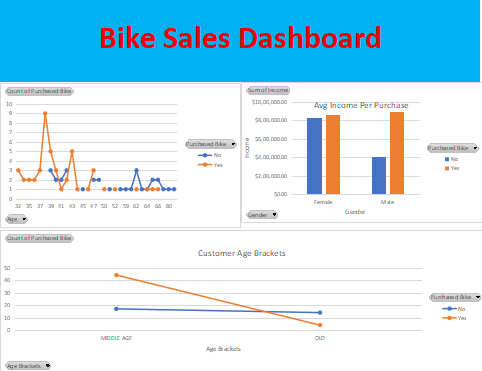 Bike Sales Dashboard
Count of Purchased Bike
10
9
8
7
6
5
4
3
2
1
0
32 35 37 39 41 43 45 47 50 52 59 62 64 66 80
Purchased Bike
No
Yes
Age
Sum of Income
Avg Income Per Purchase
$10,00,000.00
$8,00,000.00
$6,00,000.00
$4,00,000.00
$2,00,000.00
$0.00
Income
Female Male
Gender
Purchased Bike
No
Yes
Gender
Count of Purchased Bike
Customer Age Brackets
50
40
30
20
10
0
MIDDLE AGE OLD
Age Brackets
Purchased Bike
No
Yes
Age Brackets